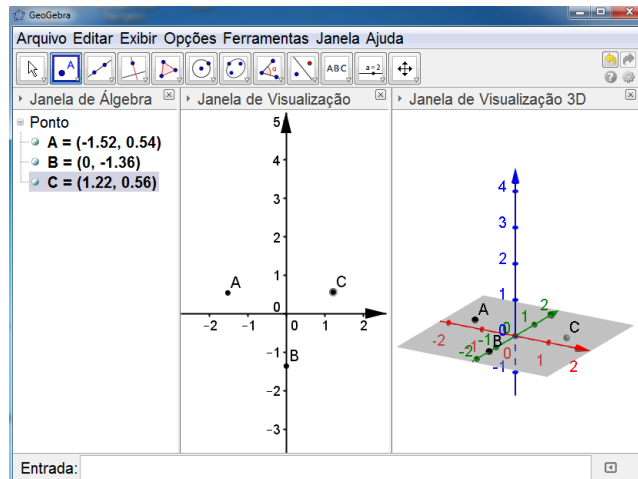 GeoGebra
Arquivo Editar Exibir Opções Ferramentas Janela Ajuda
A
α
ABC
a=2
Janela de Álgebra
Janela de Visualização
Janela de Visualização 3D
Ponto
A = (-1.52, 0.54)
B = (0, -1.36)
C = (1.22, 0.56)
5
4
3
2
1
0
-2
-1
0
1
2
-1
-2
-3
A
C
B
4
3
2
1
0
-1
-2
-1
0
1
2
-2
-1
0
1
2
A
B
C
Entrada: